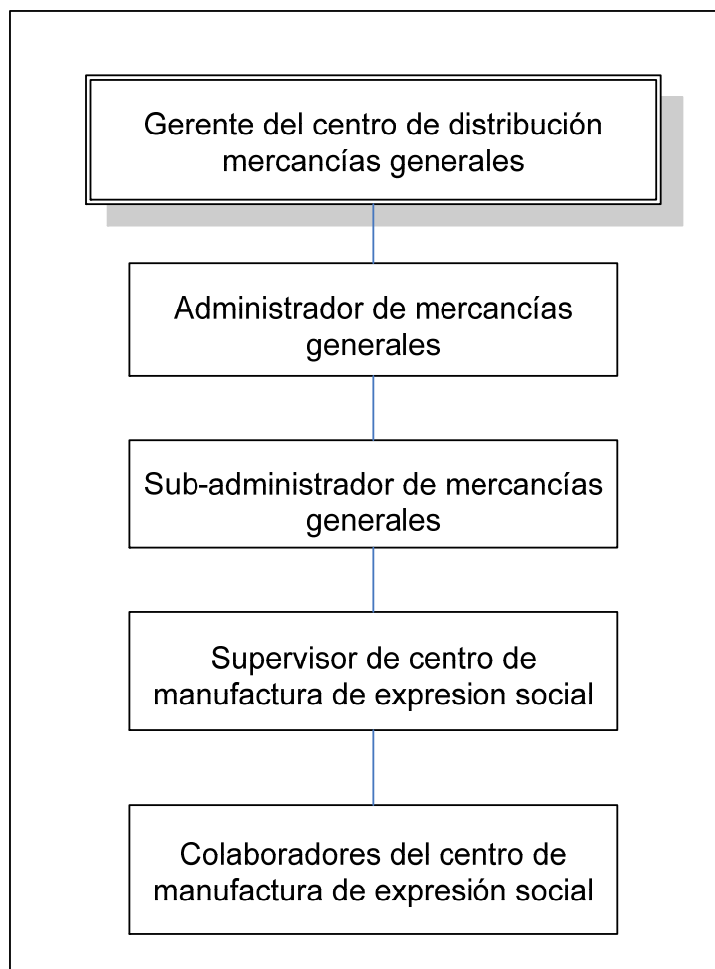 Gerente del centro de distribución
mercancías generales
Administrador de mercancías
generales
Sub-administrador de mercancías
generales
Supervisor de centro de
manufactura de expresion social
Colaboradores del centro de
manufactura de expresión social